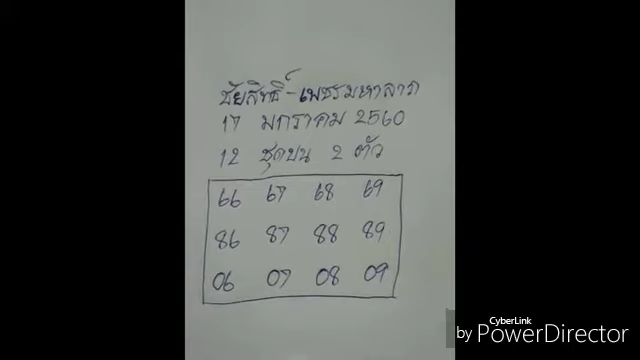 ชัยสิทธิ์-เพชรมหาลาภ
17 มกราคม 2560
12 ชุดบน 2 ตัว
66 67 68 69
86 87 88 89
06 07 08 09
CyberLink
by PowerDirector